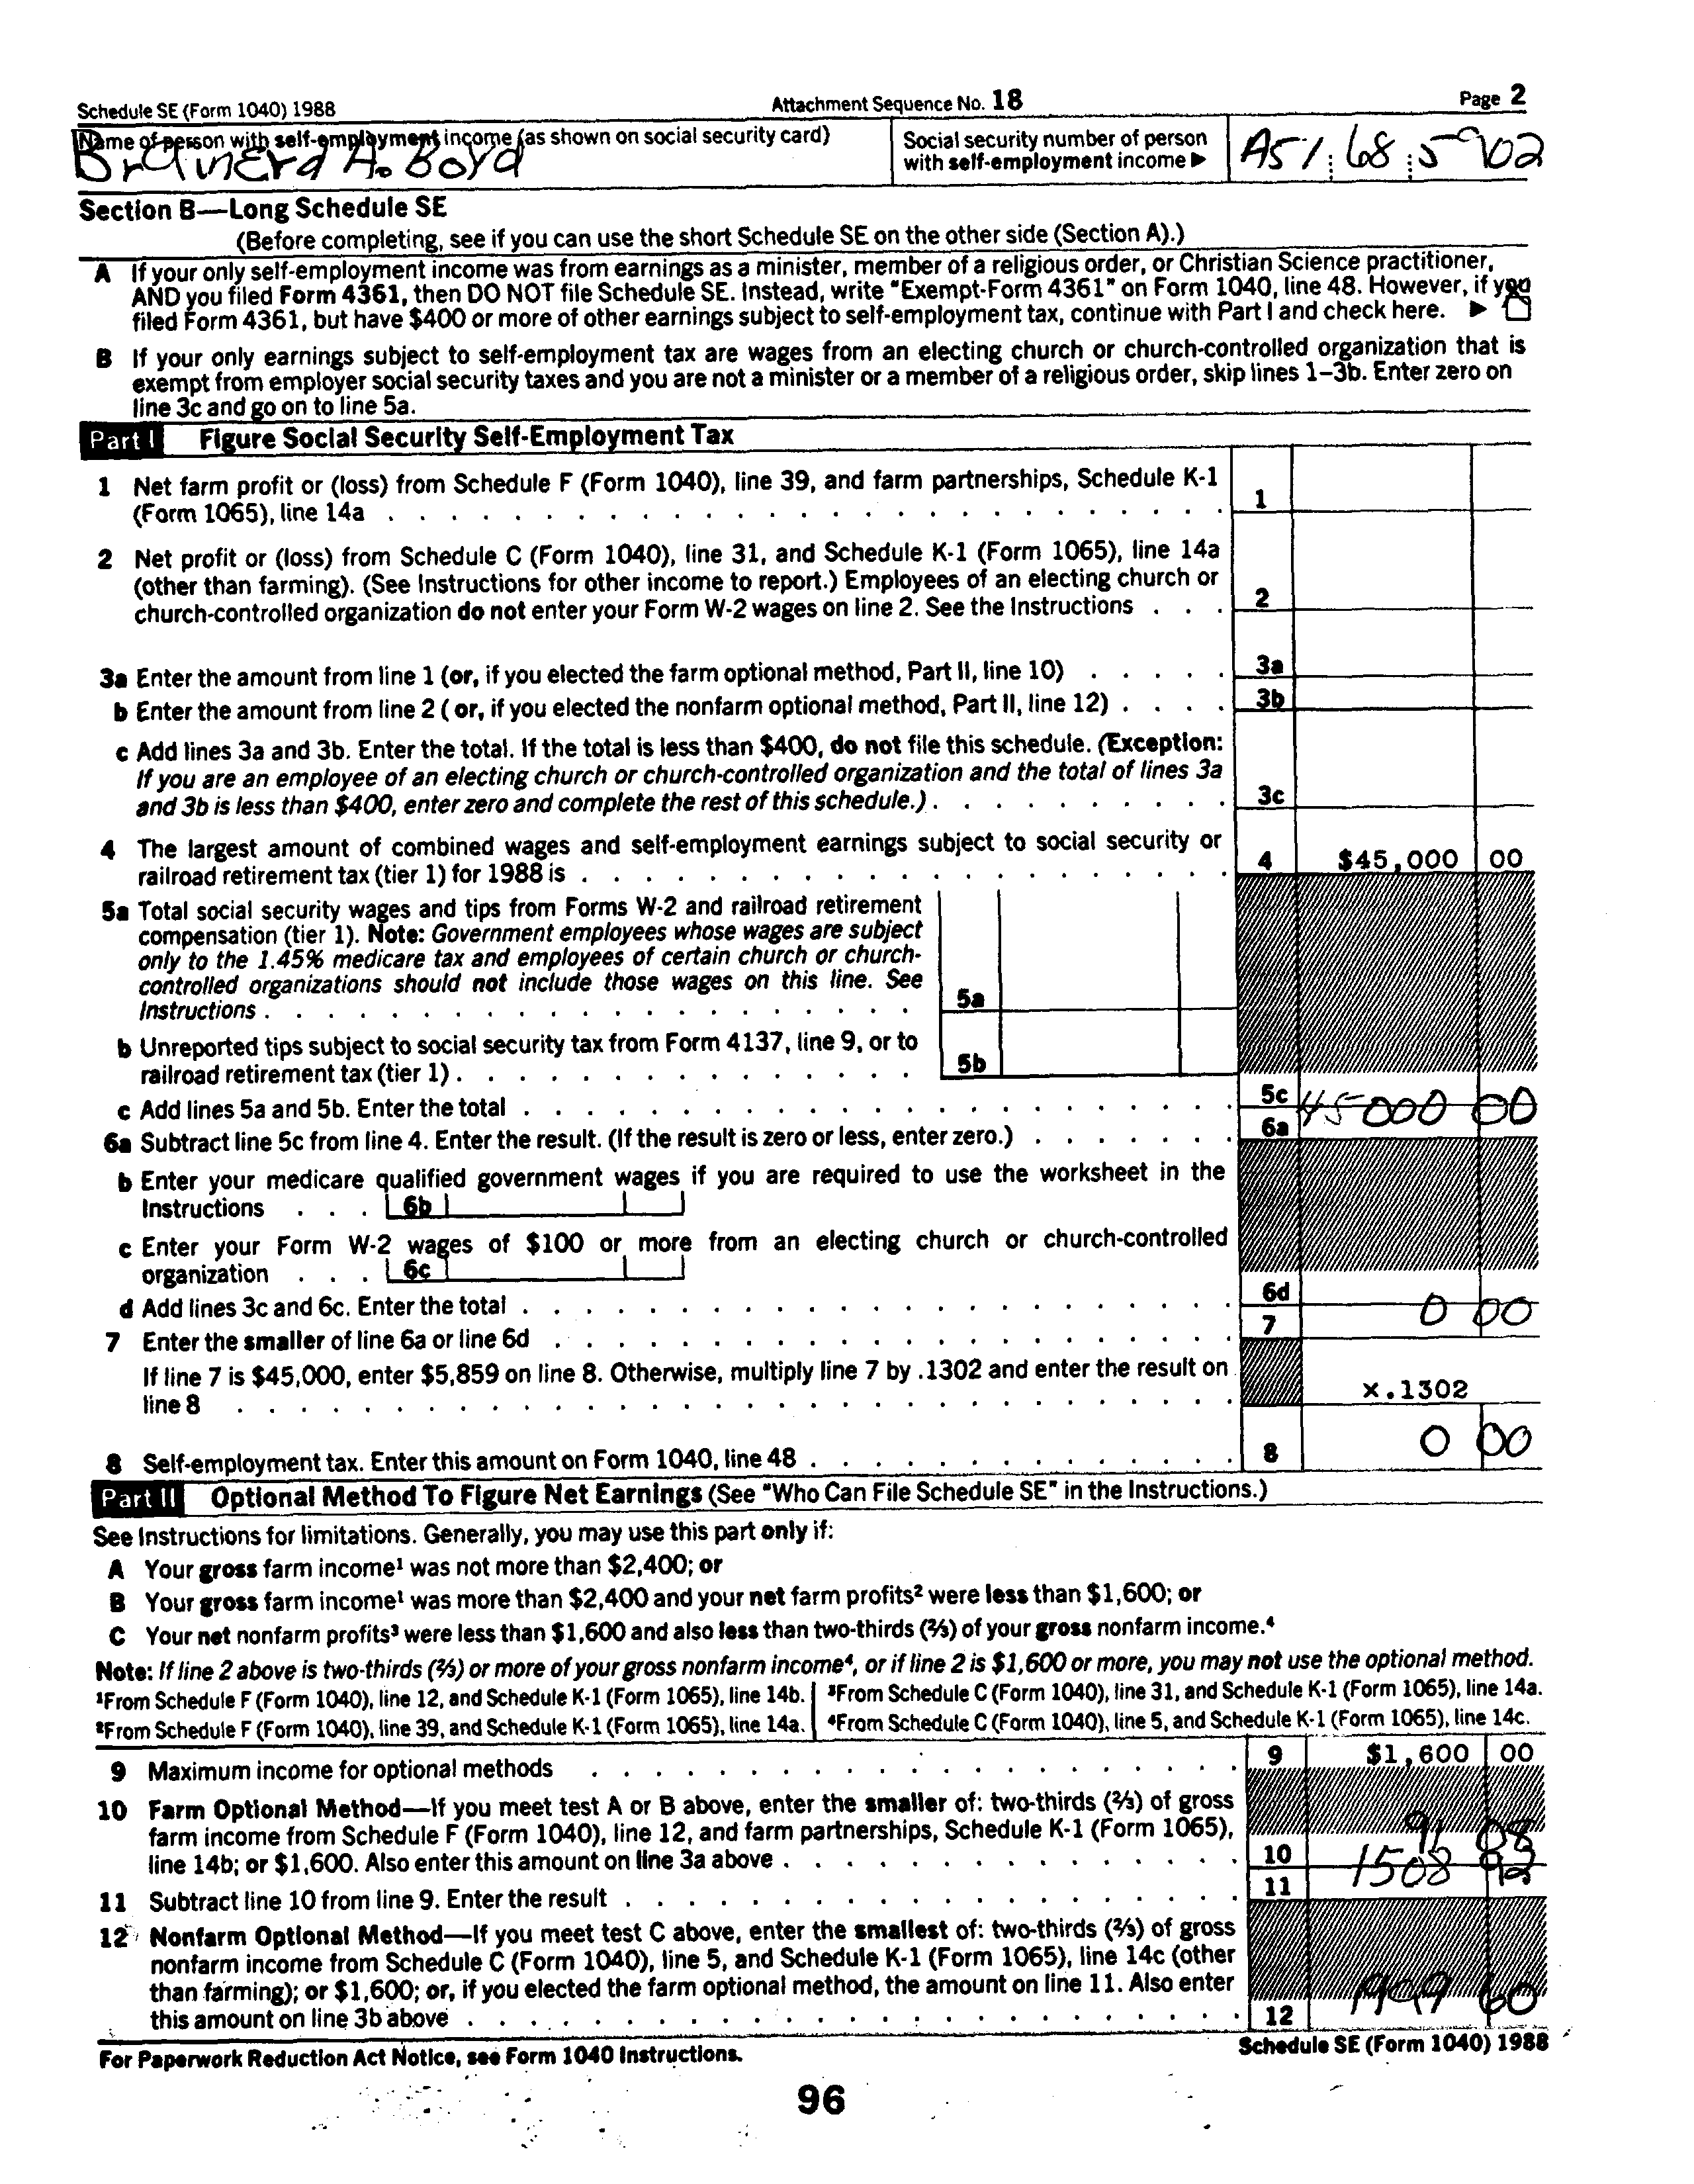 Schedule SE (Form 1040) 1988 Attachment Sequence No. 18 Page 2
Name of person with self-employment income (as shown on social security card)
Brainerd A. Boyd
Social security number of person
with self-employment income ▶
A51 68 5902
Section B—Long Schedule SE
(Before completing, see if you can use the short Schedule SE on the other side (Section A).)
A If your only self-employment income was from earnings as a minister, member of a religious order, or Christian Science practitioner,
AND you filed Form 4361, then DO NOT file Schedule SE. Instead, write "Exempt-Form 4361" on Form 1040, line 48. However, if you
filed Form 4361, but have $400 or more of other earnings subject to self-employment tax, continue with Part I and check here. ▶
B If your only earnings subject to self-employment tax are wages from an electing church or church-controlled organization that is
exempt from employer social security taxes and you are not a minister or a member of a religious order, skip lines 1–3b. Enter zero on
line 3c and go on to line 5a.
Part I Figure Social Security Self-Employment Tax
1 Net farm profit or (loss) from Schedule F (Form 1040), line 39, and farm partnerships, Schedule K-1
(Form 1065), line 14a . . . 1
2 Net profit or (loss) from Schedule C (Form 1040), line 31, and Schedule K-1 (Form 1065), line 14a
(other than farming). (See Instructions for other income to report.) Employees of an electing church or
church-controlled organization do not enter your Form W-2 wages on line 2. See the Instructions . . . 2
3a Enter the amount from line 1 (or, if you elected the farm optional method, Part II, line 10) . . . 3a
b Enter the amount from line 2 ( or, if you elected the nonfarm optional method, Part II, line 12) . . . 3b
c Add lines 3a and 3b. Enter the total. If the total is less than $400, do not file this schedule. (Exception:
If you are an employee of an electing church or church-controlled organization and the total of lines 3a
and 3b is less than $400, enter zero and complete the rest of this schedule.) . . . 3c
4 The largest amount of combined wages and self-employment earnings subject to social security or
railroad retirement tax (tier 1) for 1988 is . . . 4 $45,000 00
5a Total social security wages and tips from Forms W-2 and railroad retirement
compensation (tier 1). Note: Government employees whose wages are subject
only to the 1.45% medicare tax and employees of certain church or church-
controlled organizations should not include those wages on this line. See
Instructions . . . 5a
b Unreported tips subject to social security tax from Form 4137, line 9, or to
railroad retirement tax (tier 1) . . . 5b
c Add lines 5a and 5b. Enter the total . . . 5c
6a Subtract line 5c from line 4. Enter the result. (If the result is zero or less, enter zero.) . . . 6a 45000 00
b Enter your medicare qualified government wages if you are required to use the worksheet in the
Instructions . . . 6b
c Enter your Form W-2 wages of $100 or more from an electing church or church-controlled
organization . . . 6c
d Add lines 3c and 6c. Enter the total . . . 6d
7 Enter the smaller of line 6a or line 6d . . . 7 0 00
If line 7 is $45,000, enter $5,859 on line 8. Otherwise, multiply line 7 by .1302 and enter the result on
line 8 . . . x.1302
8 Self-employment tax. Enter this amount on Form 1040, line 48 . . . 8 0 00
Part II Optional Method To Figure Net Earnings (See "Who Can File Schedule SE" in the Instructions.)
See Instructions for limitations. Generally, you may use this part only if:
A Your gross farm income¹ was not more than $2,400; or
B Your gross farm income¹ was more than $2,400 and your net farm profits² were less than $1,600; or
C Your net nonfarm profits³ were less than $1,600 and also less than two-thirds (⅔) of your gross nonfarm income.⁴
Note: If line 2 above is two-thirds (⅔) or more of your gross nonfarm income⁴, or if line 2 is $1,600 or more, you may not use the optional method.
¹From Schedule F (Form 1040), line 12, and Schedule K-1 (Form 1065), line 14b. ³From Schedule C (Form 1040), line 31, and Schedule K-1 (Form 1065), line 14a.
²From Schedule F (Form 1040), line 39, and Schedule K-1 (Form 1065), line 14a. ⁴From Schedule C (Form 1040), line 5, and Schedule K-1 (Form 1065), line 14c.
9 Maximum income for optional methods . . . 9 $1,600 00
10 Farm Optional Method—If you meet test A or B above, enter the smaller of: two-thirds (⅔) of gross
farm income from Schedule F (Form 1040), line 12, and farm partnerships, Schedule K-1 (Form 1065),
line 14b; or $1,600. Also enter this amount on line 3a above . . . 10 91 08
11 Subtract line 10 from line 9. Enter the result . . . 11 1508 92
12 Nonfarm Optional Method—If you meet test C above, enter the smallest of: two-thirds (⅔) of gross
nonfarm income from Schedule C (Form 1040), line 5, and Schedule K-1 (Form 1065), line 14c (other
than farming); or $1,600; or, if you elected the farm optional method, the amount on line 11. Also enter
this amount on line 3b above . . . 12 60
For Paperwork Reduction Act Notice, see Form 1040 Instructions. Schedule SE (Form 1040) 1988
96